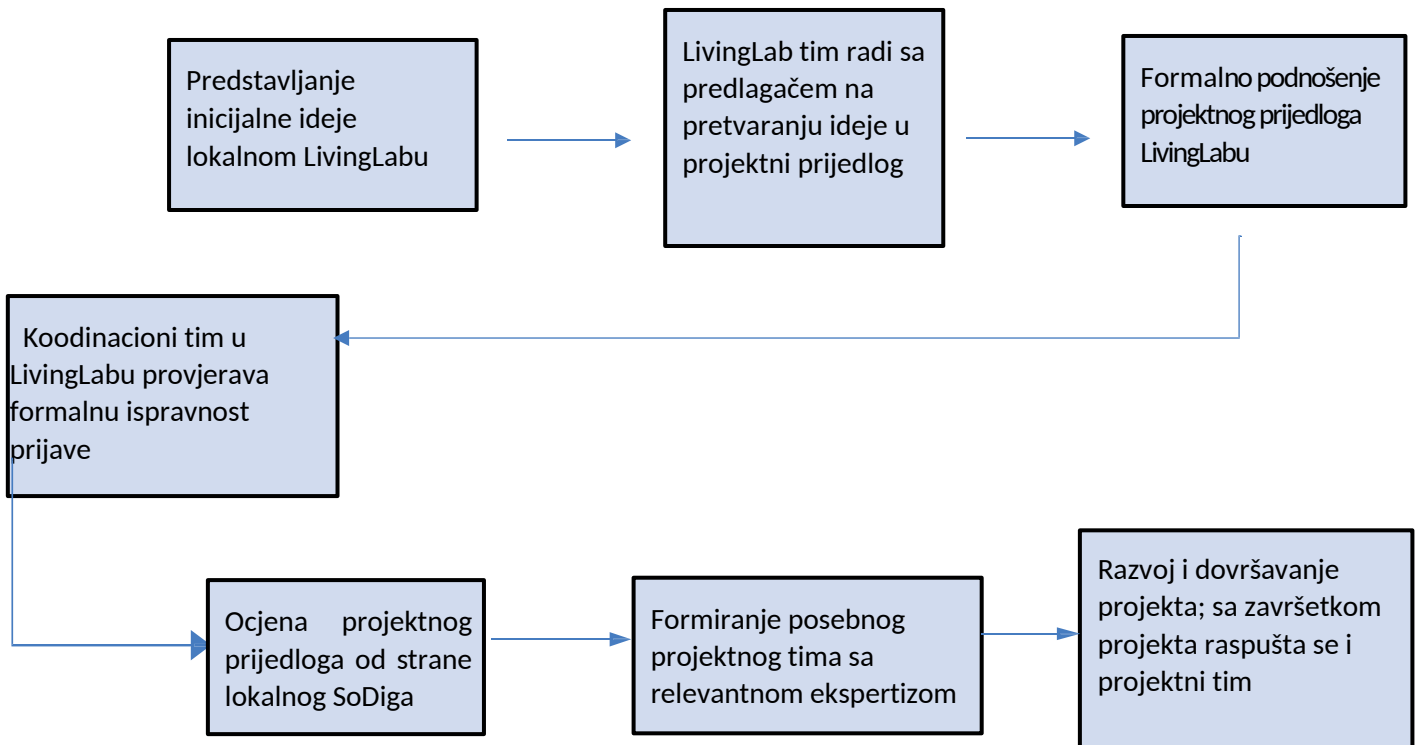 Predstavljanje
inicijalne ideje
lokalnom LivingLabu
LivingLab tim radi sa
predlagačem na
pretvaranju ideje u
projektni prijedlog
Formalno podnošenje
projektnog prijedloga
LivingLabu
Koodinacioni tim u
LivingLabu provjerava
formalnu ispravnost
prijave
Ocjena projektnog
prijedloga od strane
lokalnog SoDiga
Formiranje posebnog
projektnog tima sa
relevantnom ekspertizom
Razvoj i dovršavanje
projekta; sa završetkom
projekta raspušta se i
projektni tim